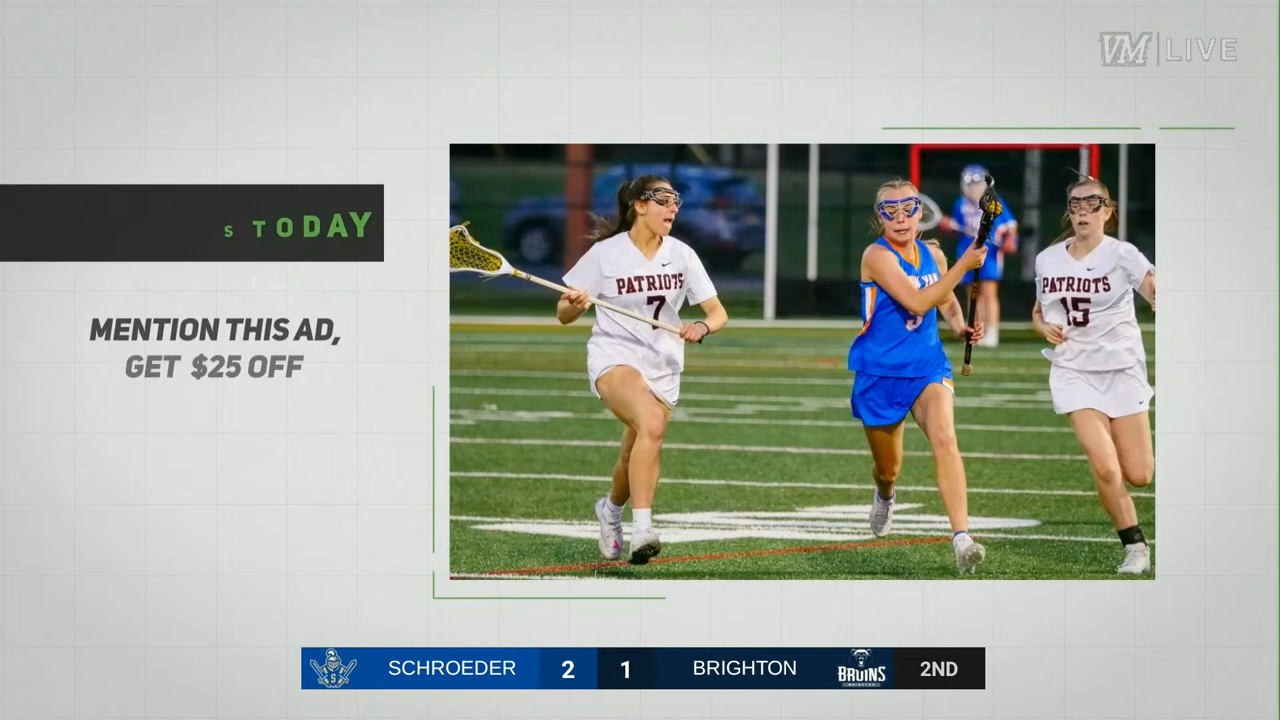 VM LIVE
S TODAY
MENTION THIS AD,
GET $25 OFF
PATRIOTS
7
PATRIOTS
15
SCHROEDER 2 1 BRIGHTON BRUINS 2ND
S